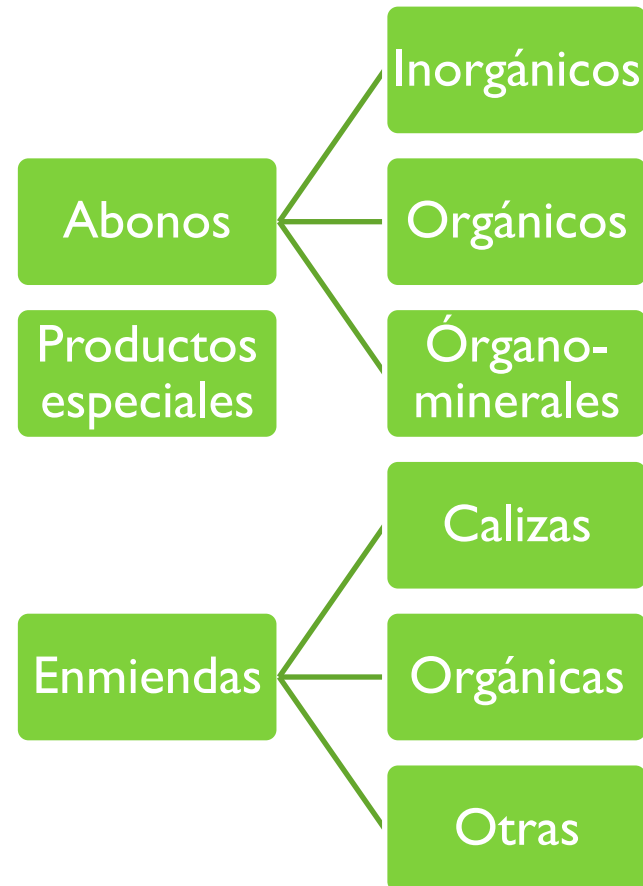 Abonos
Inorgánicos
Orgánicos
Órgano-
minerales
Productos
especiales
Enmiendas
Calizas
Orgánicas
Otras